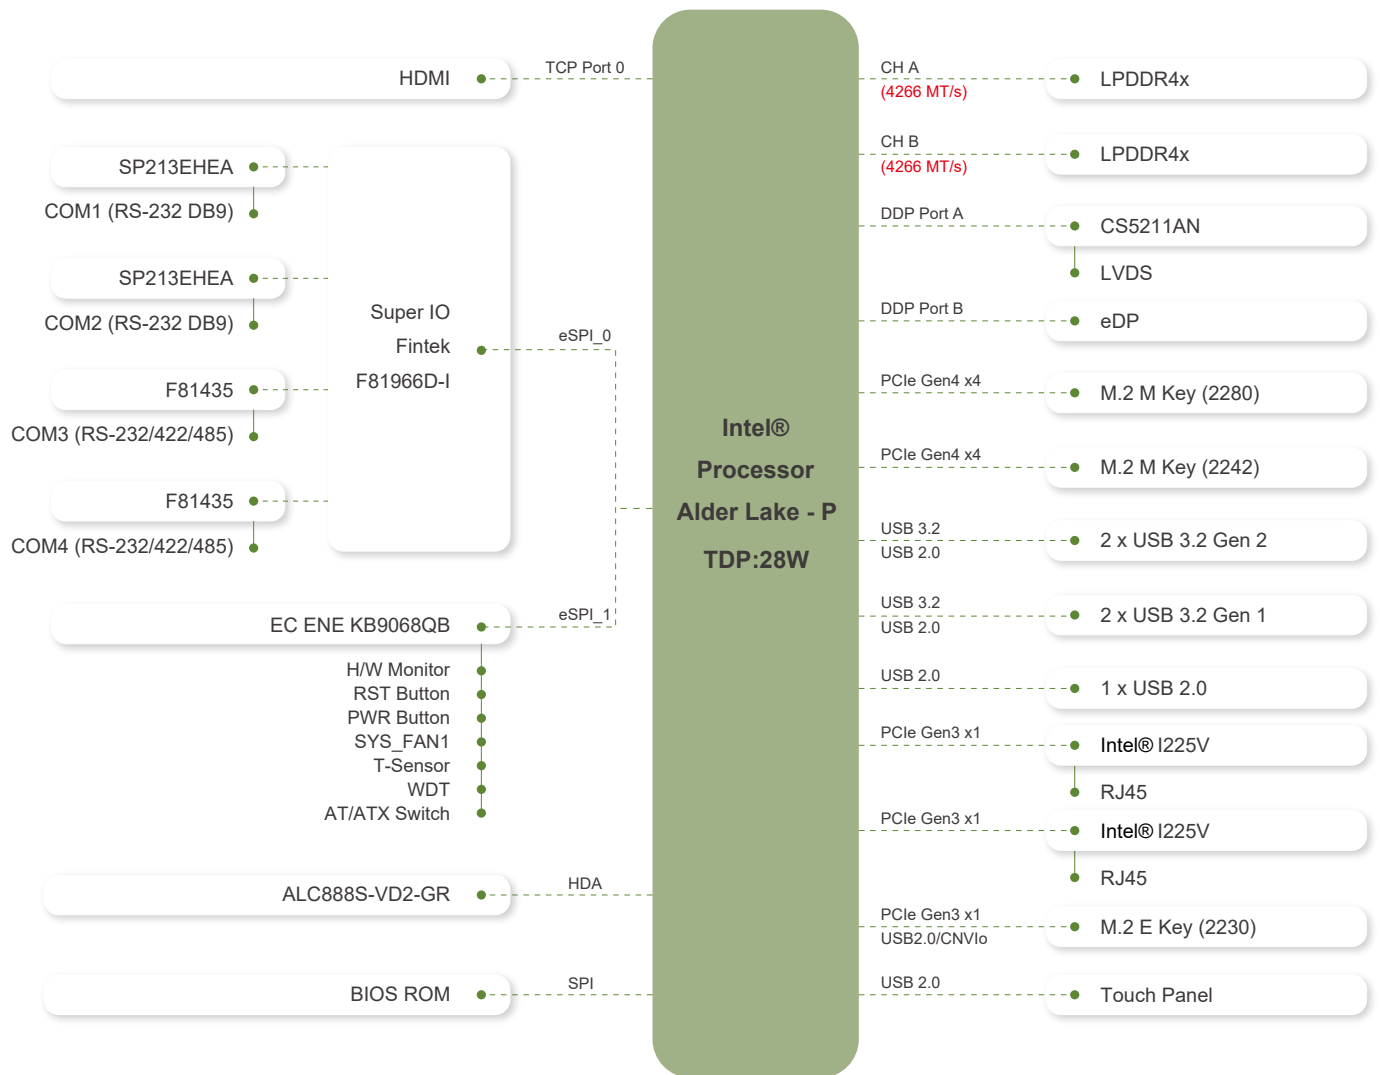 HDMI
TCP Port 0
SP213EHEA
COM1 (RS-232 DB9)
SP213EHEA
COM2 (RS-232 DB9)
F81435
COM3 (RS-232/422/485)
F81435
COM4 (RS-232/422/485)
Super IO
Fintek
F81966D-I
eSPI_0
EC ENE KB9068QB
eSPI_1
H/W Monitor
RST Button
PWR Button
SYS_FAN1
T-Sensor
WDT
AT/ATX Switch
ALC888S-VD2-GR
HDA
BIOS ROM
SPI
Intel®
Processor
Alder Lake - P
TDP:28W
CH A
(4266 MT/s)
LPDDR4x
CH B
(4266 MT/s)
LPDDR4x
DDP Port A
CS5211AN
LVDS
DDP Port B
eDP
PCIe Gen4 x4
M.2 M Key (2280)
PCIe Gen4 x4
M.2 M Key (2242)
USB 3.2
USB 2.0
2 x USB 3.2 Gen 2
USB 3.2
USB 2.0
2 x USB 3.2 Gen 1
USB 2.0
1 x USB 2.0
PCIe Gen3 x1
Intel® I225V
RJ45
PCIe Gen3 x1
Intel® I225V
RJ45
PCIe Gen3 x1
USB2.0/CNVIo
M.2 E Key (2230)
USB 2.0
Touch Panel